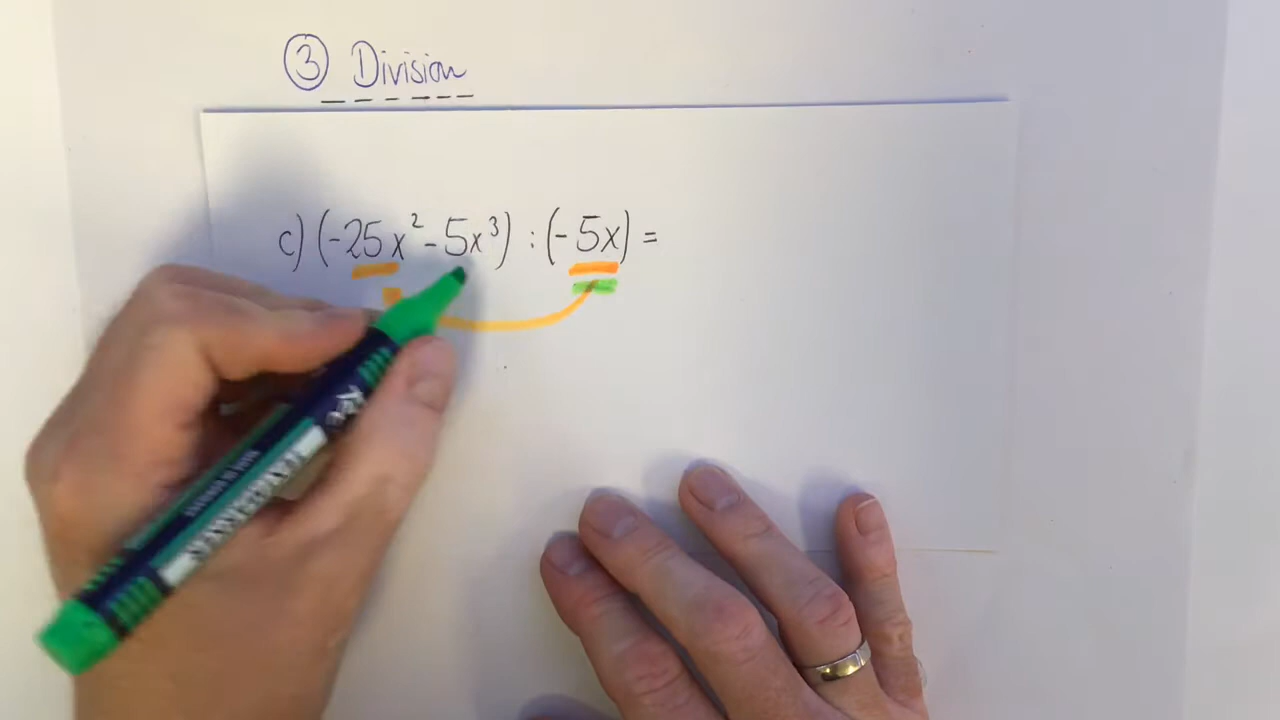 ③ Division
c) (-25x² - 5x³) : (-5x) =